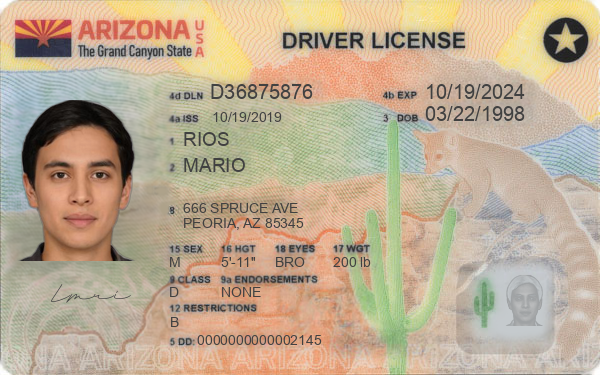 ARIZONA USA
The Grand Canyon State
DRIVER LICENSE
4d DLN D36875876
4b EXP 10/19/2024
4a ISS 10/19/2019
3 DOB 03/22/1998
1 RIOS
2 MARIO
8 666 SPRUCE AVE
PEORIA, AZ 85345
15 SEX 16 HGT 18 EYES 17 WGT
M 5'-11" BRO 200 lb
9 CLASS 9a ENDORSEMENTS
D NONE
12 RESTRICTIONS
B
5 DD: 0000000000002145
ARIZONA ARIZONA ARIZONA ARIZONA